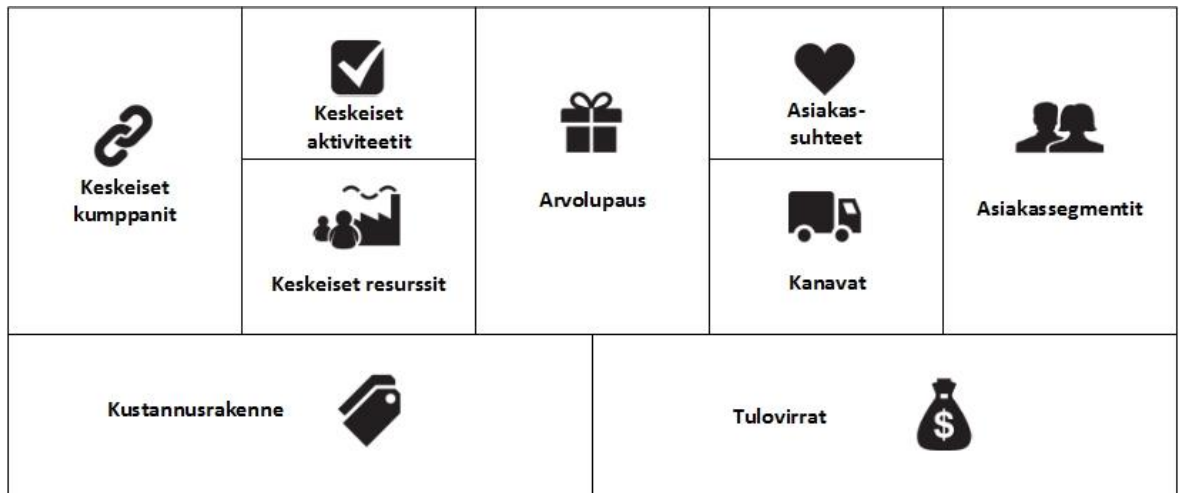 Keskeiset
kumppanit
Keskeiset
aktiviteetit
Keskeiset resurssit
Arvolupaus
Asiakas-
suhteet
Kanavat
Asiakassegmentit
Kustannusrakenne
Tulovirrat
$